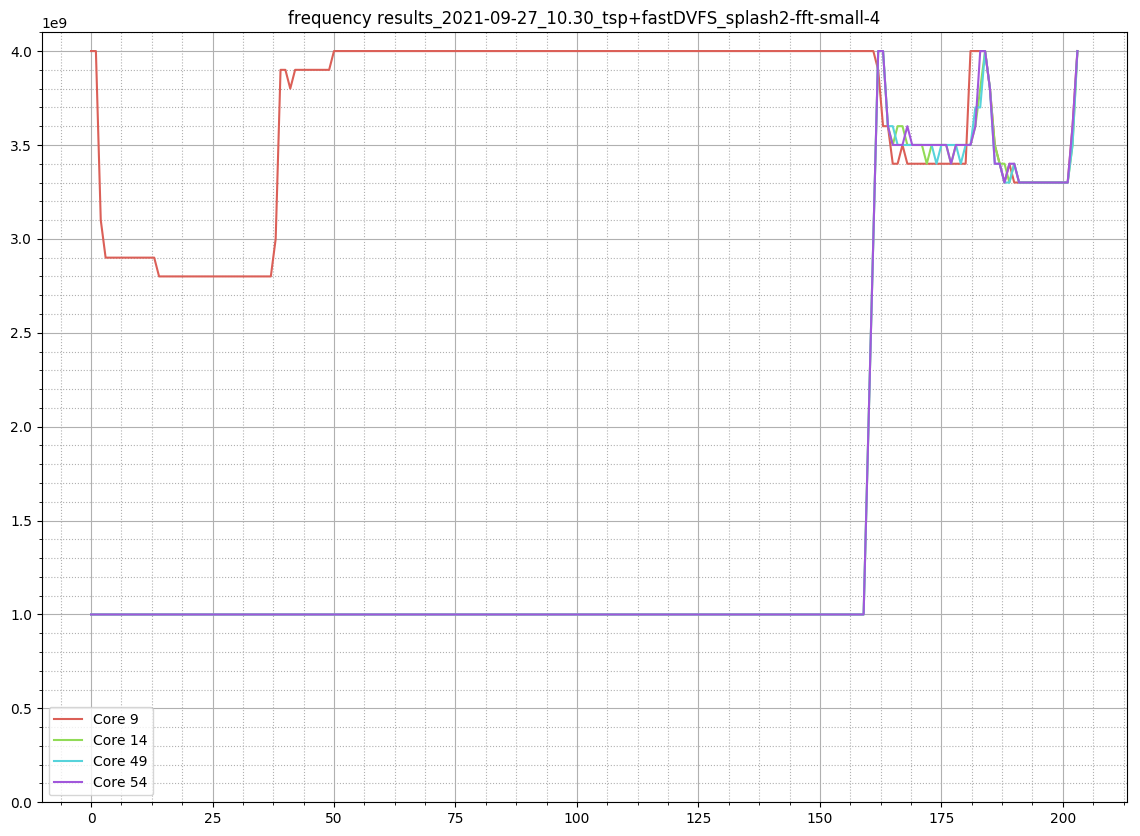 frequency results_2021-09-27_10.30_tsp+fastDVFS_splash2-fft-small-4
1e9
4.0
3.5
3.0
2.5
2.0
1.5
1.0
0.5
0.0
Core 9
Core 14
Core 49
Core 54
0 25 50 75 100 125 150 175 200